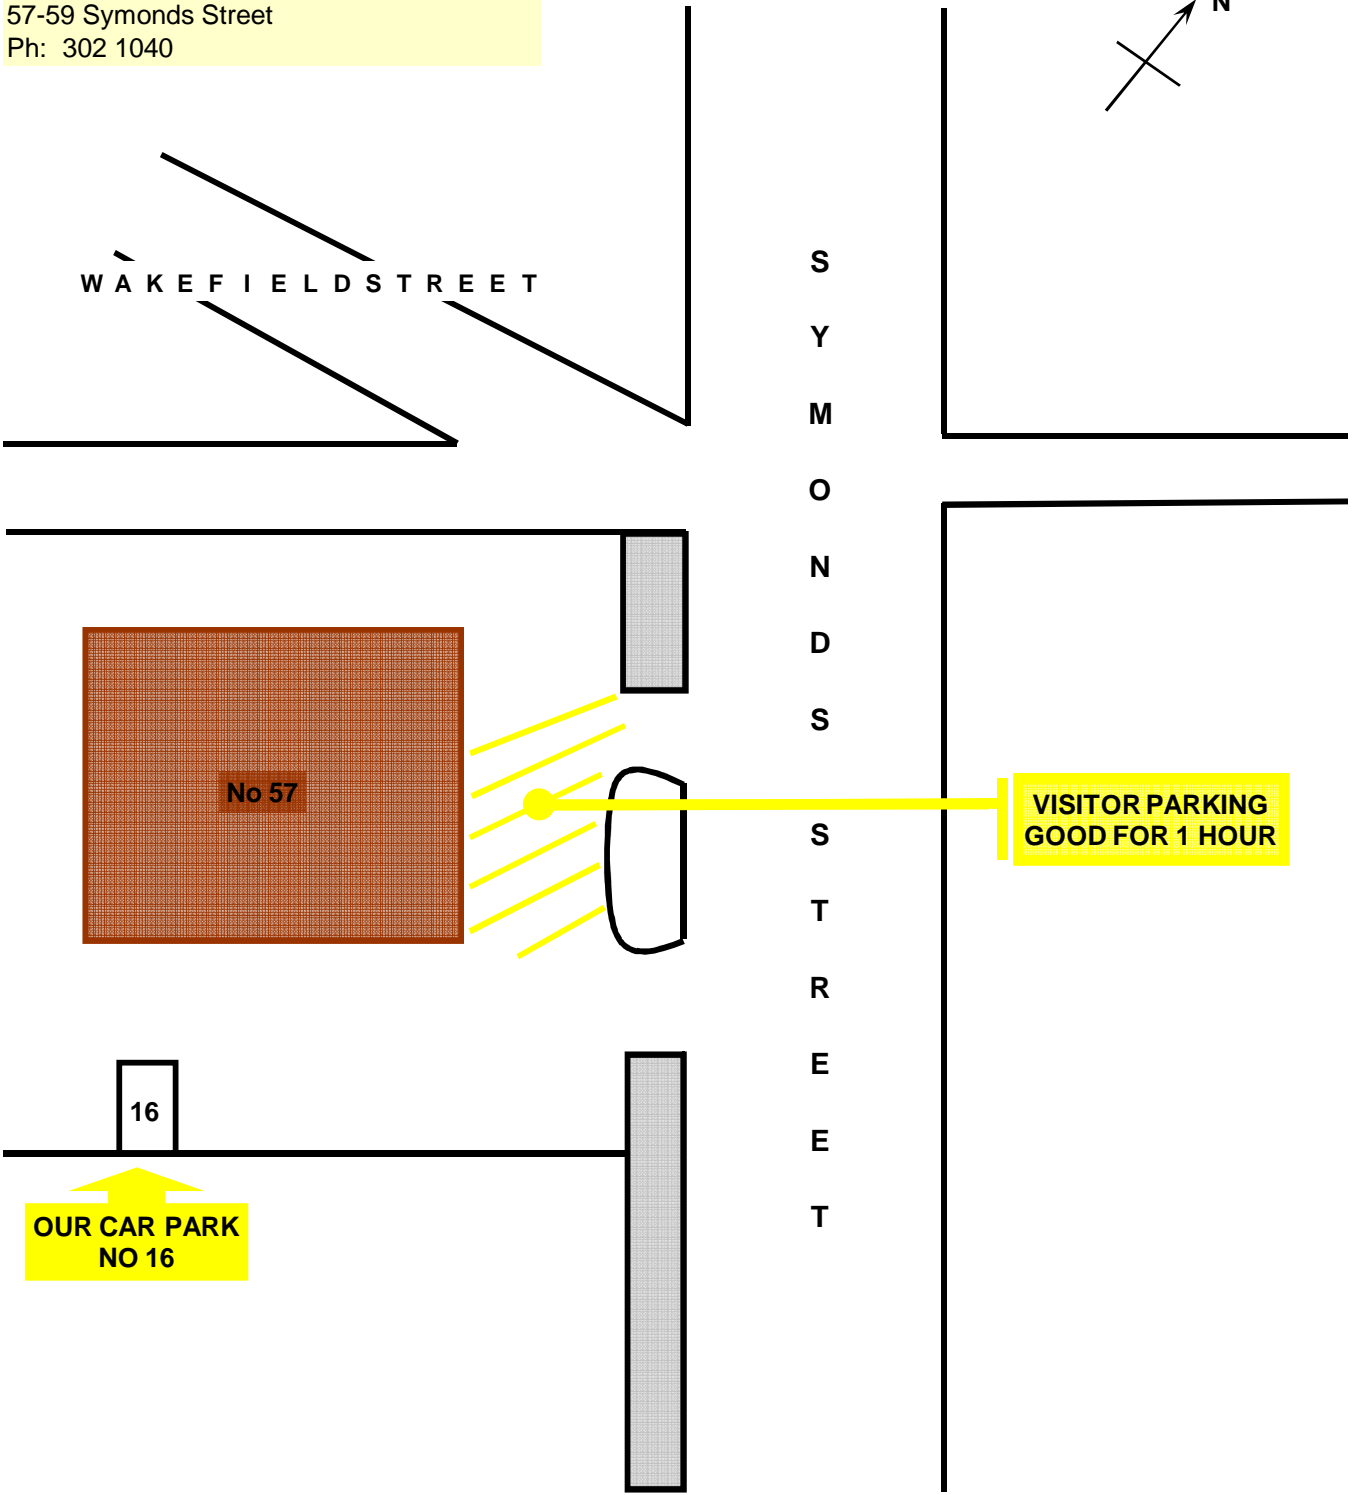 57-59 Symonds Street
Ph: 302 1040
N
W A K E F I E L D S T R E E T
S Y M O N D S S T R E E T
No 57
VISITOR PARKING
GOOD FOR 1 HOUR
16
OUR CAR PARK
NO 16